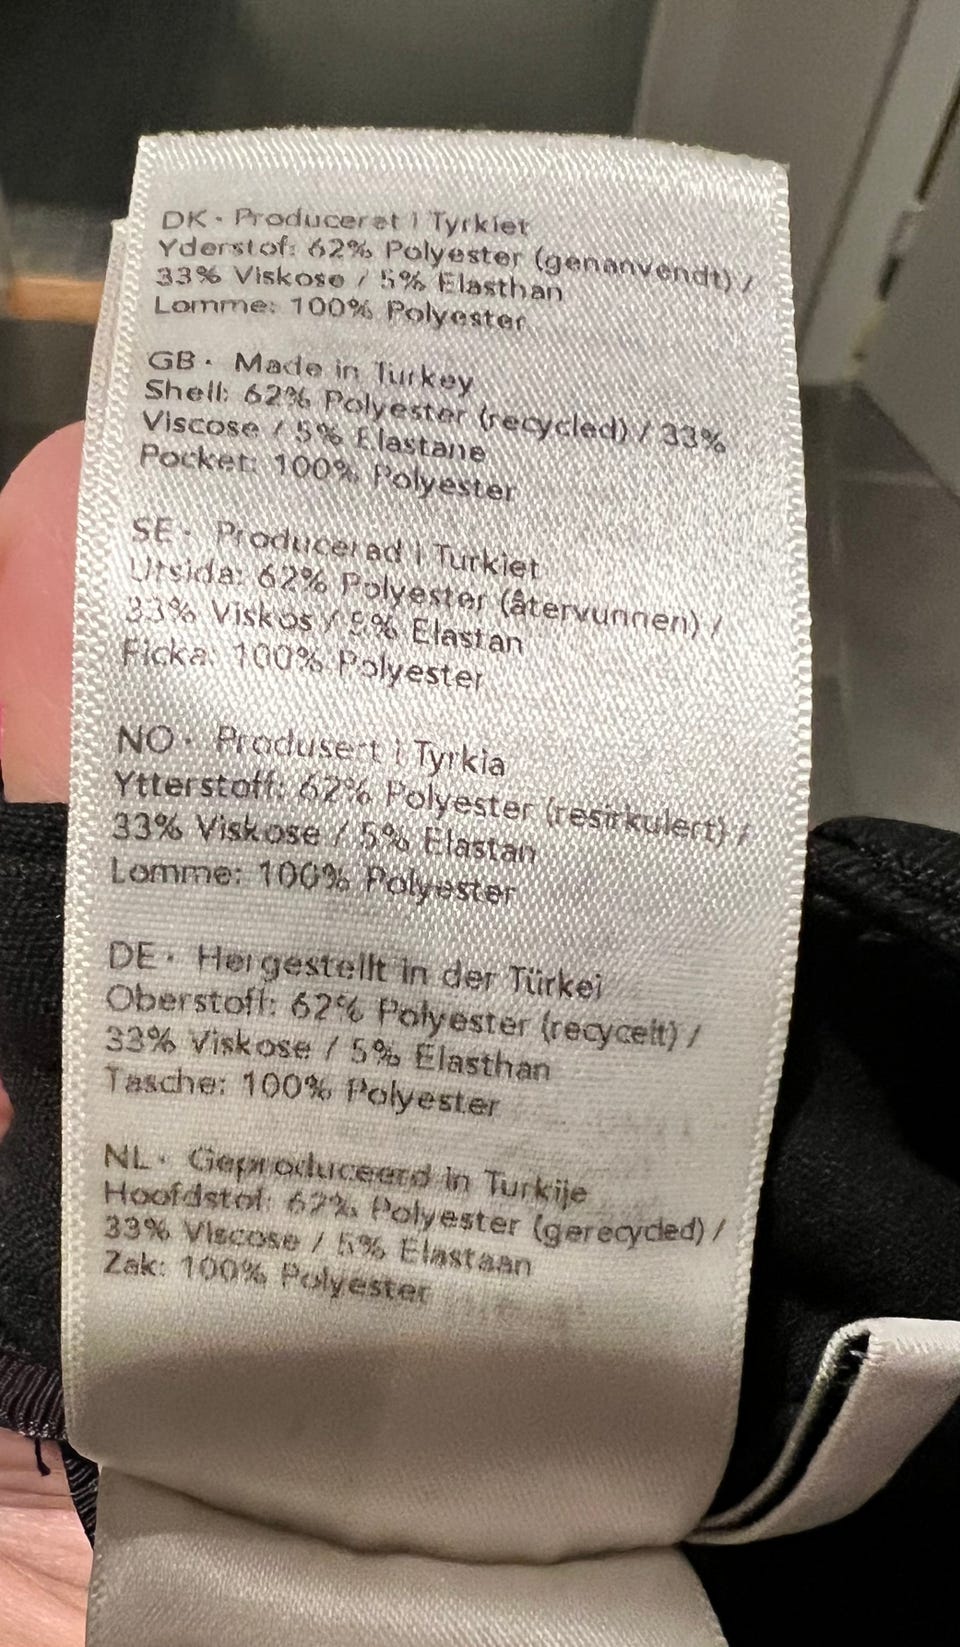 DK · Produceret i Tyrkiet
Yderstof: 62% Polyester (genanvendt) /
33% Viskose / 5% Elasthan
Lomme: 100% Polyester
GB · Made in Turkey
Shell: 62% Polyester (recycled) / 33%
Viscose / 5% Elastane
Pocket: 100% Polyester
SE · Producerad i Turkiet
Utsida: 62% Polyester (återvunnen) /
33% Viskos / 5% Elastan
Ficka: 100% Polyester
NO · Produsert i Tyrkia
Ytterstoff: 62% Polyester (resirkulert) /
33% Viskose / 5% Elastan
Lomme: 100% Polyester
DE · Hergestellt in der Türkei
Oberstoff: 62% Polyester (recycelt) /
33% Viskose / 5% Elasthan
Tasche: 100% Polyester
NL · Geproduceerd in Turkije
Hoofdstof: 62% Polyester (gerecycled) /
33% Viscose / 5% Elastaan
Zak: 100% Polyester